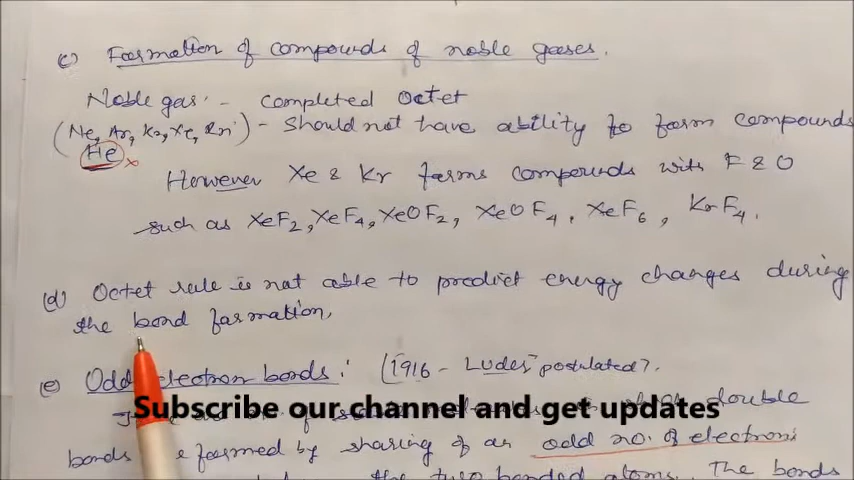 c) Formation of compounds of noble gases.
Noble gas :- completed Octet
(Ne, Ar, Kr, Xe, Rn) - should not have ability to form compounds
He x
However Xe & Kr forms compounds with F & O
such as XeF2, XeF4, XeOF2, XeOF4, XeF6, KrF4.
(d) Octet rule is not able to predict energy changes during
the bond formation,
(e) Odd electron bonds : (1916 - Luder postulated).
Subscribe our channel and get updates
double
bonds formed by sharing of an odd no. of electrons
the two bonded atoms. The bonds